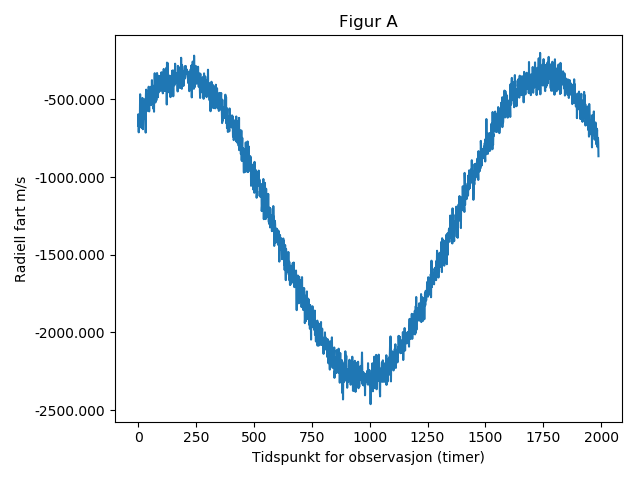 Figur A
Radiell fart m/s
-500.000
-1000.000
-1500.000
-2000.000
-2500.000
0 250 500 750 1000 1250 1500 1750 2000
Tidspunkt for observasjon (timer)